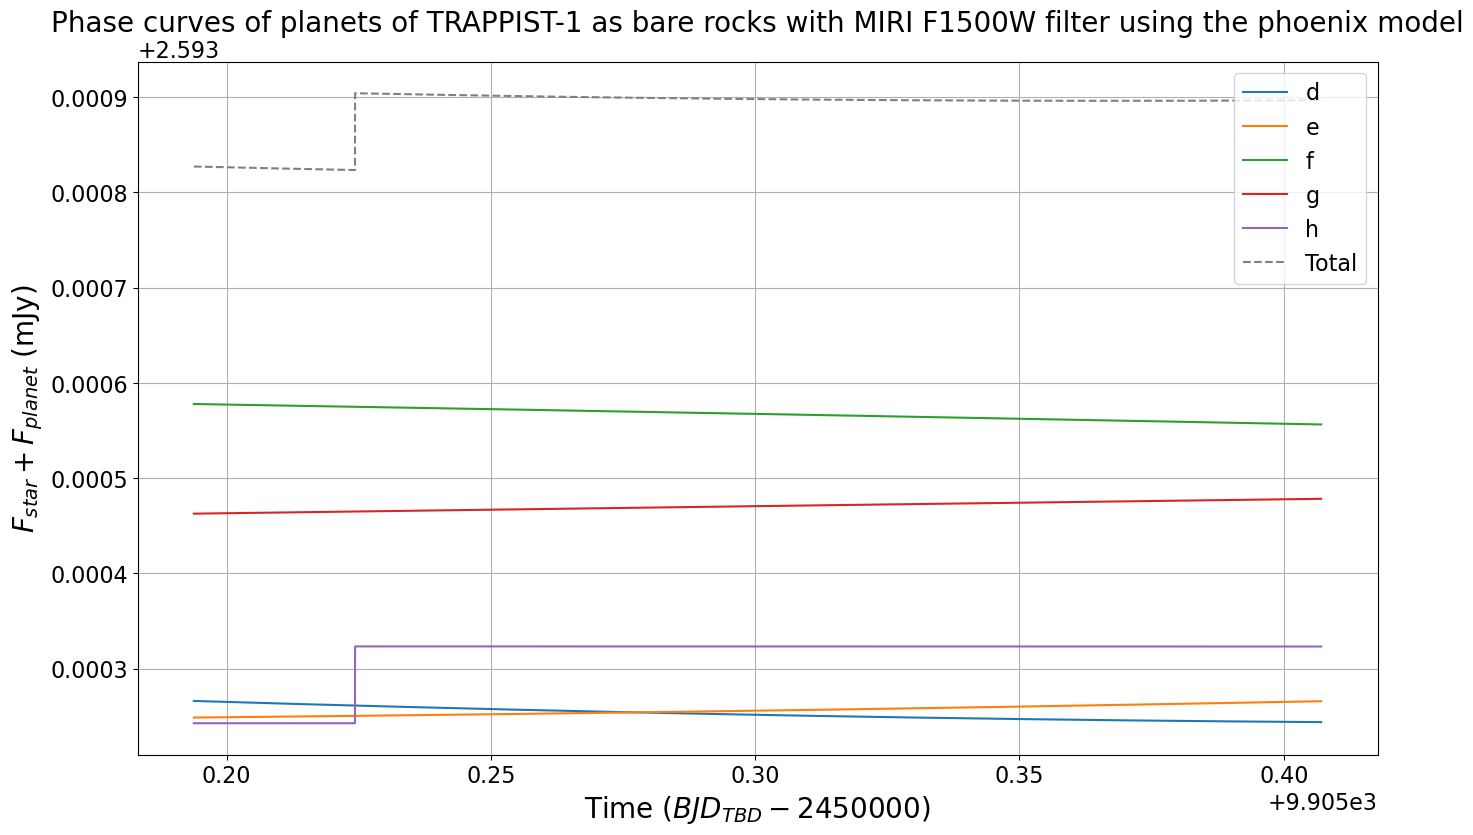 Phase curves of planets of TRAPPIST-1 as bare rocks with MIRI F1500W filter using the phoenix model
+2.593
0.0009
0.0008
0.0007
0.0006
0.0005
0.0004
0.0003
F_star + F_planet (mJy)
d
e
f
g
h
Total
0.20
0.25
0.30
0.35
0.40
+9.905e3
Time (BJD_TBD − 2450000)